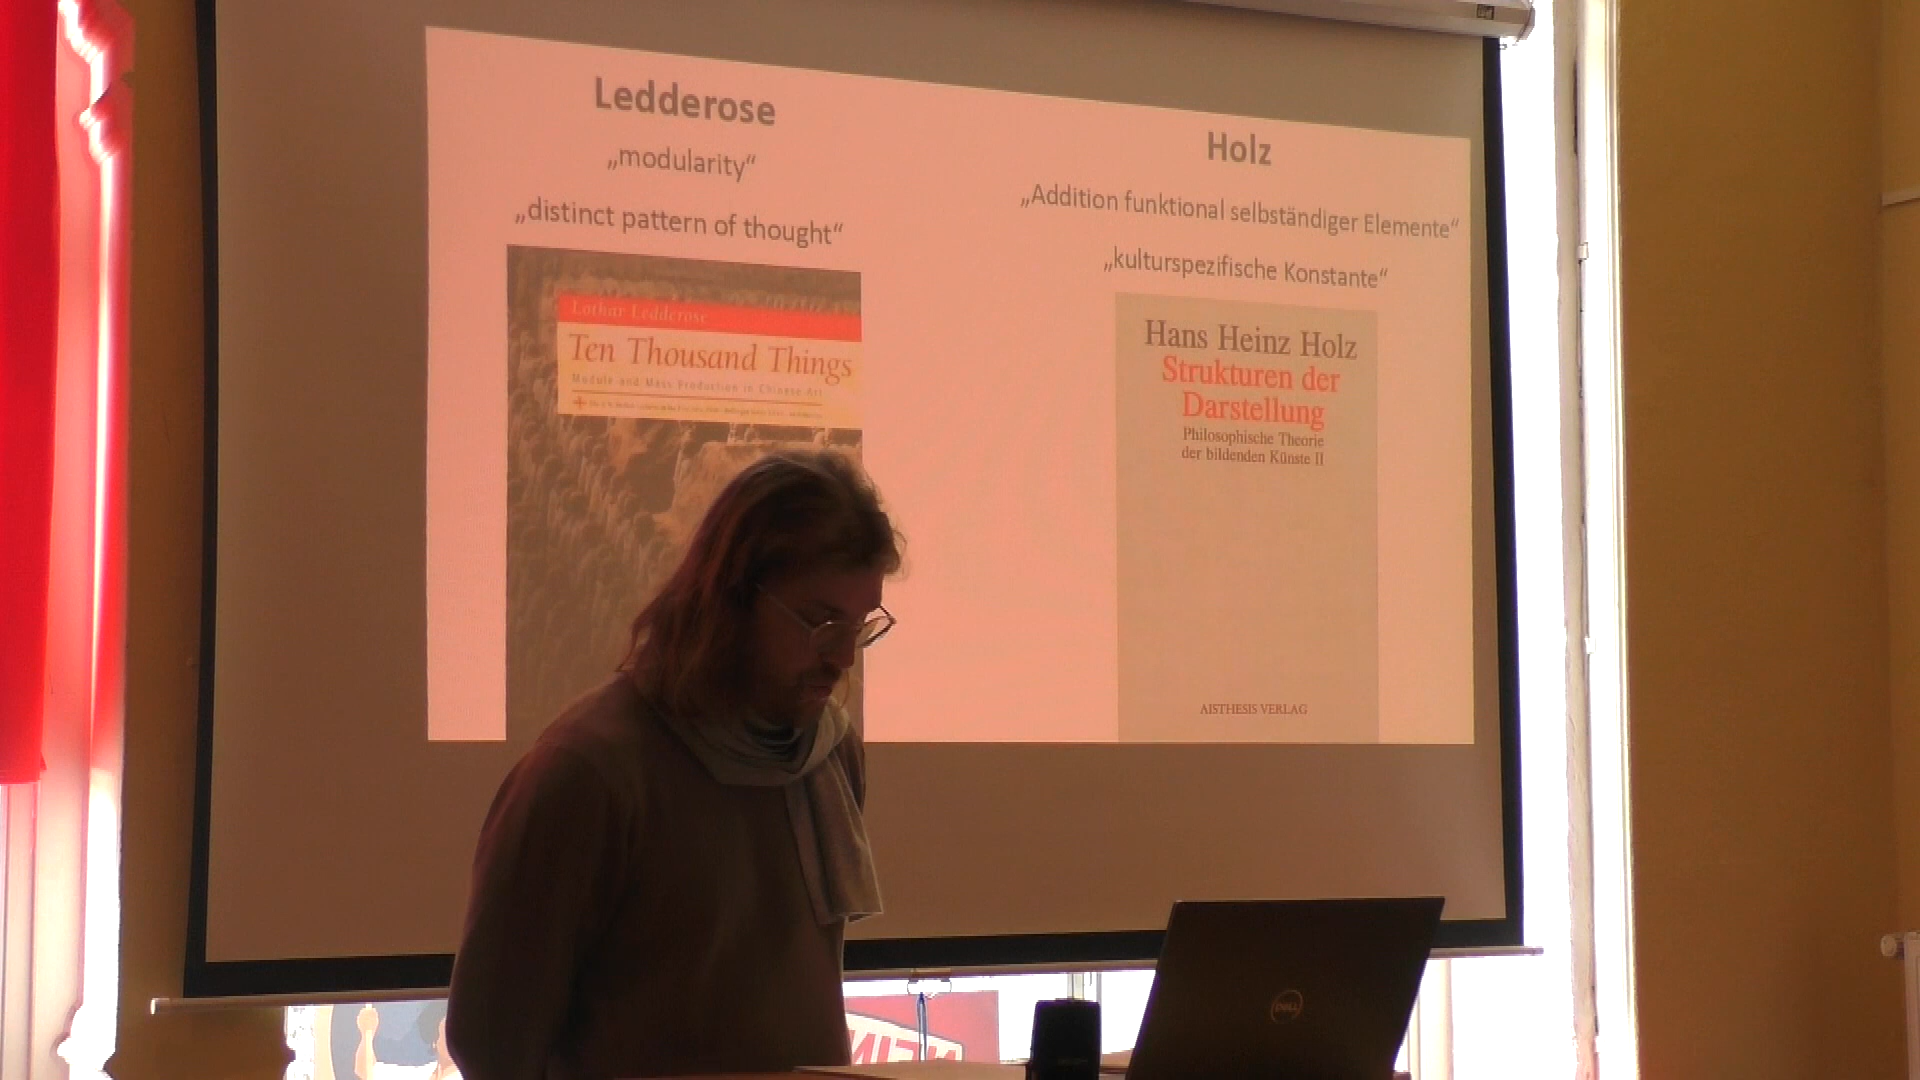 Ledderose
„modularity“
„distinct pattern of thought“
Lothar Ledderose
Ten Thousand Things
Module and Mass Production in Chinese Art
Holz
„Addition funktional selbständiger Elemente“
„kulturspezifische Konstante“
Hans Heinz Holz
Strukturen der
Darstellung
Philosophische Theorie
der bildenden Künste II
AISTHESIS VERLAG
DELL